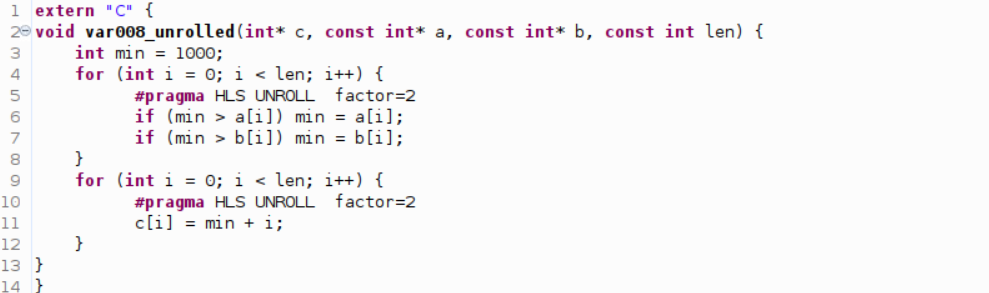 1 extern "C" {
2 void var008_unrolled(int* c, const int* a, const int* b, const int len) {
3     int min = 1000;
4     for (int i = 0; i < len; i++) {
5           #pragma HLS UNROLL  factor=2
6           if (min > a[i]) min = a[i];
7           if (min > b[i]) min = b[i];
8     }
9     for (int i = 0; i < len; i++) {
10           #pragma HLS UNROLL  factor=2
11           c[i] = min + i;
12     }
13 }
14 }